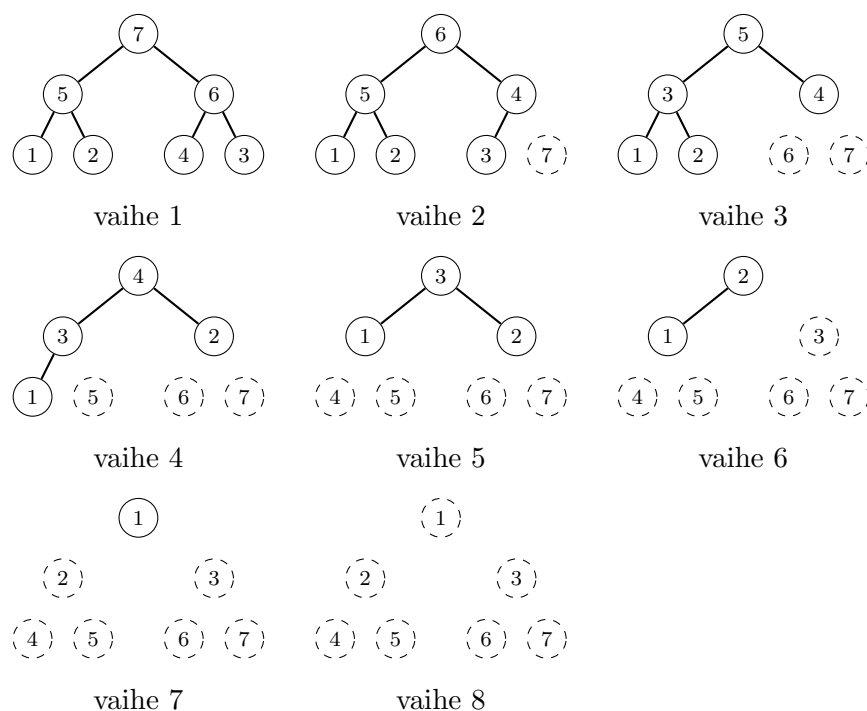 7 6 5
5 6 5 4 3 4
1 2 4 3 1 2 3 7 1 2 6 7
vaihe 1 vaihe 2 vaihe 3
4 3 2
3 2 1 2 1 3
1 5 6 7 4 5 6 7 4 5 6 7
vaihe 4 vaihe 5 vaihe 6
1 1
2 3 2 3
4 5 6 7 4 5 6 7
vaihe 7 vaihe 8